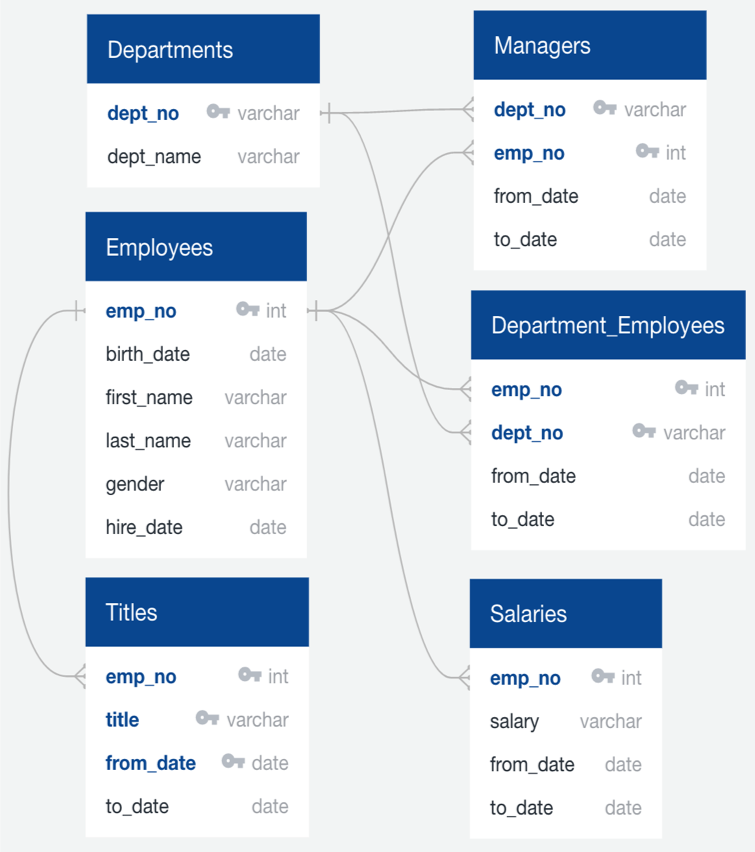 Departments
dept_no varchar
dept_name varchar
Employees
emp_no int
birth_date date
first_name varchar
last_name varchar
gender varchar
hire_date date
Titles
emp_no int
title varchar
from_date date
to_date date
Managers
dept_no varchar
emp_no int
from_date date
to_date date
Department_Employees
emp_no int
dept_no varchar
from_date date
to_date date
Salaries
emp_no int
salary varchar
from_date date
to_date date